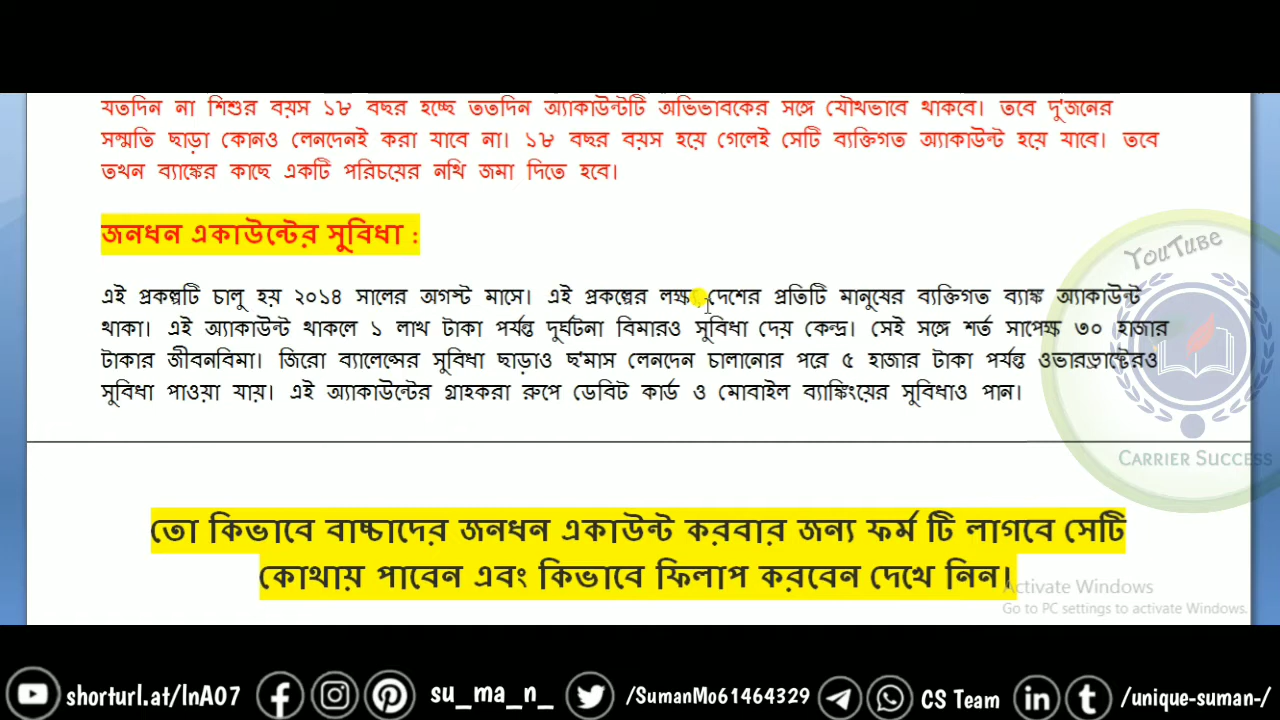 যতদিন না শিশুর বয়স ১৮ বছর হচ্ছে ততদিন অ্যাকাউন্টটি অভিভাবকের সঙ্গে যৌথভাবে থাকবে। তবে দু'জনের
সম্মতি ছাড়া কোনও লেনদেনই করা যাবে না। ১৮ বছর বয়স হয়ে গেলেই সেটি ব্যক্তিগত অ্যাকাউন্ট হয়ে যাবে। তবে
তখন ব্যাঙ্কের কাছে একটি পরিচয়ের নথি জমা দিতে হবে।
জনধন একাউন্টের সুবিধা :
এই প্রকল্পটি চালু হয় ২০১৪ সালের অগস্ট মাসে। এই প্রকল্পের লক্ষ্য, দেশের প্রতিটি মানুষের ব্যক্তিগত ব্যাঙ্ক অ্যাকাউন্ট
থাকা। এই অ্যাকাউন্ট থাকলে ১ লাখ টাকা পর্যন্ত দুর্ঘটনা বিমারও সুবিধা দেয় কেন্দ্র। সেই সঙ্গে শর্ত সাপেক্ষ ৩০ হাজার
টাকার জীবনবিমা। জিরো ব্যালেন্সের সুবিধা ছাড়াও ছ'মাস লেনদেন চালানোর পরে ৫ হাজার টাকা পর্যন্ত ওভারড্রাফ্টেরও
সুবিধা পাওয়া যায়। এই অ্যাকাউন্টের গ্রাহকরা রুপে ডেবিট কার্ড ও মোবাইল ব্যাঙ্কিংয়ের সুবিধাও পান।
YouTube
CARRIER SUCCESS
তো কিভাবে বাচ্চাদের জনধন একাউন্ট করবার জন্য ফর্ম টি লাগবে সেটি
কোথায় পাবেন এবং কিভাবে ফিলাপ করবেন দেখে নিন।
Activate Windows
Go to PC settings to activate Windows.
shorturl.at/lnA07 su_ma_n_ /SumanMo61464329 CS Team /unique-suman-/